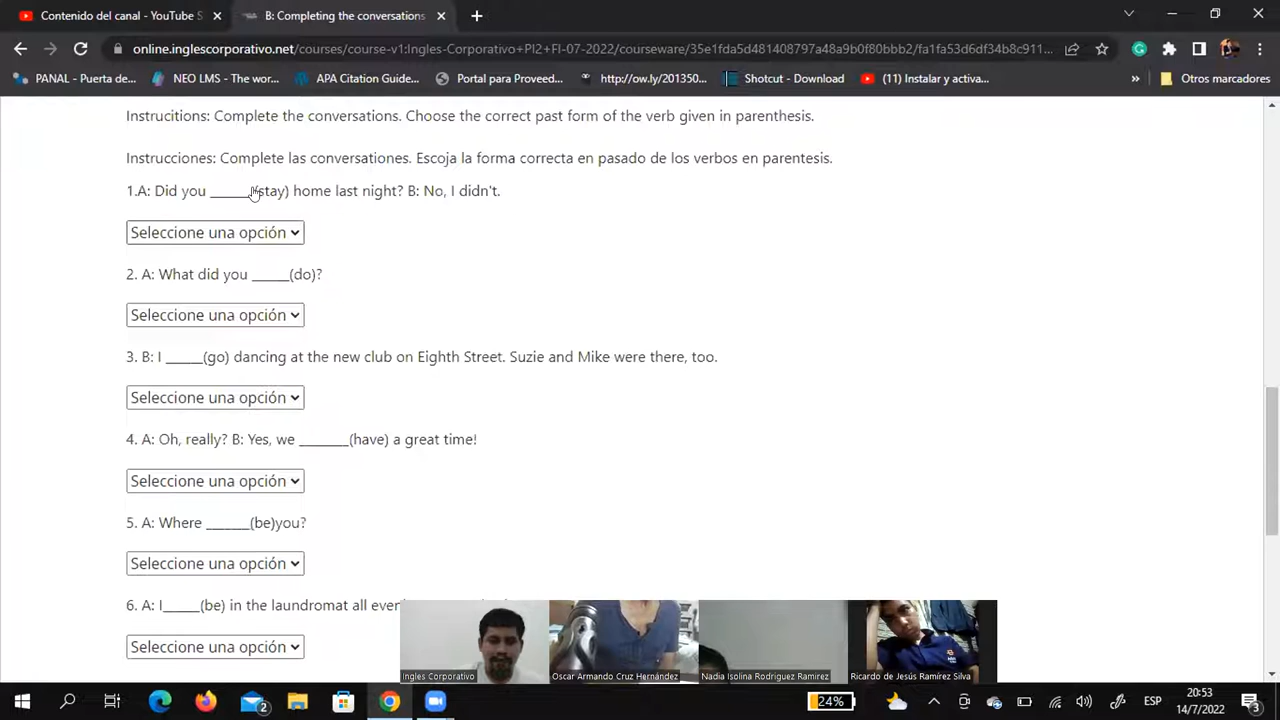 Contenido del canal - YouTube S
B: Completing the conversations
online.inglescorporativo.net/courses/course-v1:Ingles-Corporativo+PI2+FI-07-2022/courseware/35e1fda5d481408797a48a9b0f80bbb2/fa1fa53d6df34b8c911...
PANAL - Puerta de... NEO LMS - The wor... APA Citation Guide... Portal para Proveed... http://ow.ly/201350... Shotcut - Download (11) Instalar y activa... » Otros marcadores
Instrucitions: Complete the conversations. Choose the correct past form of the verb given in parenthesis.
Instrucciones: Complete las conversationes. Escoja la forma correcta en pasado de los verbos en parentesis.
1.A: Did you ______(stay) home last night? B: No, I didn't.
Seleccione una opción
2. A: What did you _____(do)?
Seleccione una opción
3. B: I _____(go) dancing at the new club on Eighth Street. Suzie and Mike were there, too.
Seleccione una opción
4. A: Oh, really? B: Yes, we _______(have) a great time!
Seleccione una opción
5. A: Where ______(be)you?
Seleccione una opción
6. A: I_____(be) in the laundromat all
Seleccione una opción
Ingles Corporativo
Oscar Armando Cruz Hernández
Nadia Isolina Rodriguez Ramirez
Ricardo de Jesús Ramírez Silva
2
24%
ESP
20:53
14/7/2022
3